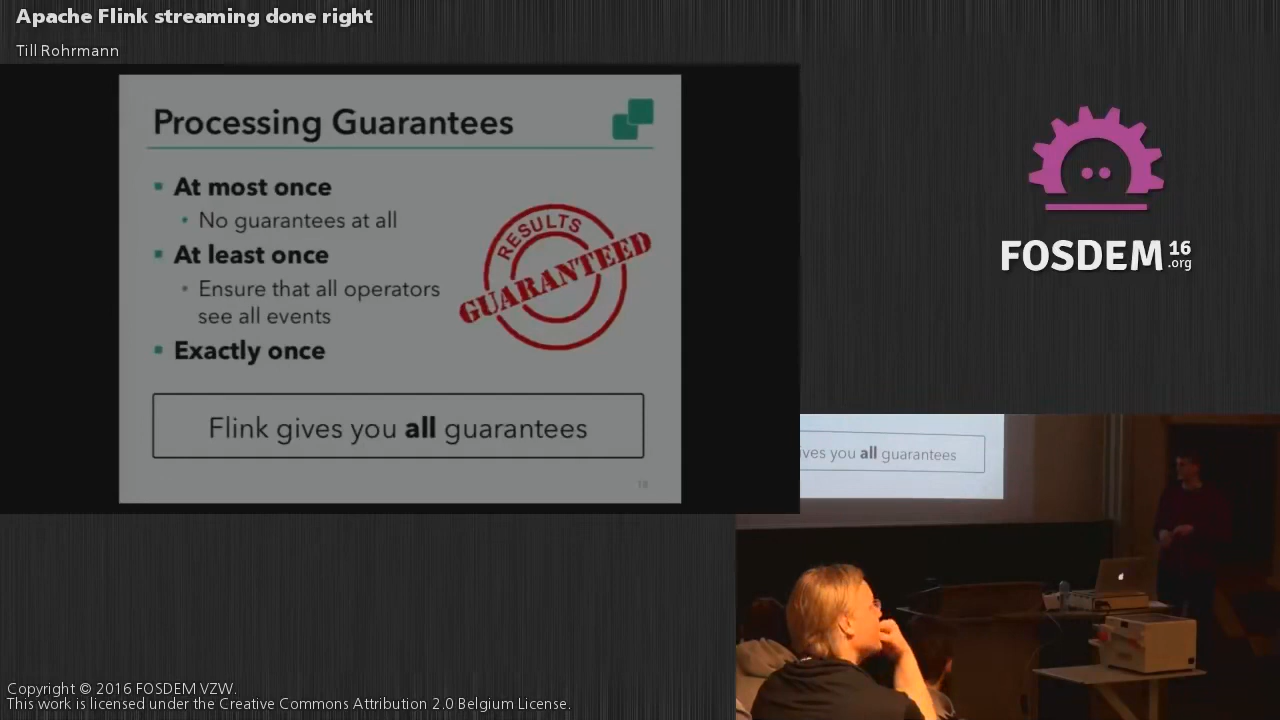 Apache Flink streaming done right
Till Rohrmann
Processing Guarantees
At most once
No guarantees at all
At least once
Ensure that all operators
see all events
Exactly once
RESULTS
GUARANTEED
Flink gives you all guarantees
18
FOSDEM 16
.org
ives you all guarantees
Copyright © 2016 FOSDEM VZW.
This work is licensed under the Creative Commons Attribution 2.0 Belgium License.